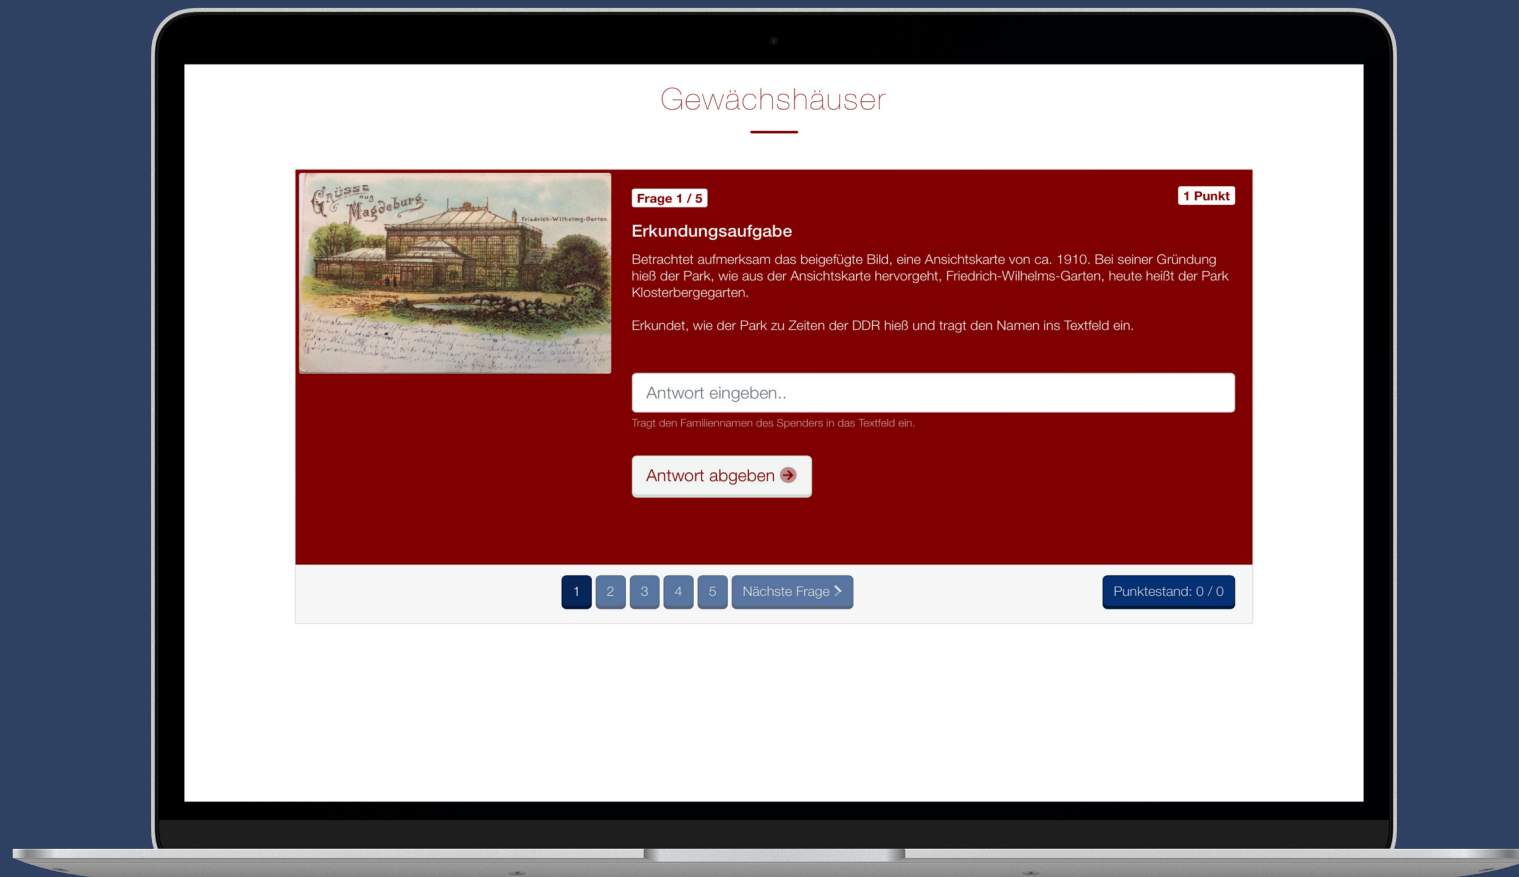 Gewächshäuser
GRÜSSE
aus
Magdeburg.
Friedrich-Wilhelms-Garten.
Frage 1 / 5
1 Punkt
Erkundungsaufgabe
Betrachtet aufmerksam das beigefügte Bild, eine Ansichtskarte von ca. 1910. Bei seiner Gründung
hieß der Park, wie aus der Ansichtskarte hervorgeht, Friedrich-Wilhelms-Garten, heute heißt der Park
Klosterbergegarten.
Erkundet, wie der Park zu Zeiten der DDR hieß und tragt den Namen ins Textfeld ein.
Antwort eingeben..
Tragt den Familiennamen des Spenders in das Textfeld ein.
Antwort abgeben
1 2 3 4 5 Nächste Frage
Punktestand: 0 / 0